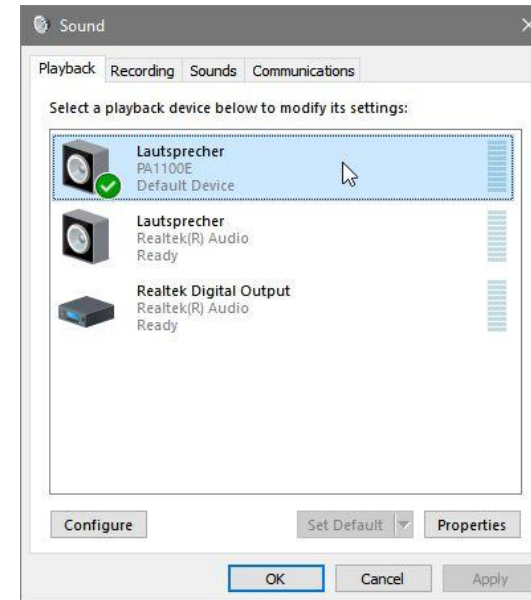 Sound
Playback Recording Sounds Communications
Select a playback device below to modify its settings:
Lautsprecher
PA1100E
Default Device
Lautsprecher
Realtek(R) Audio
Ready
Realtek Digital Output
Realtek(R) Audio
Ready
Configure Set Default Properties
OK Cancel Apply